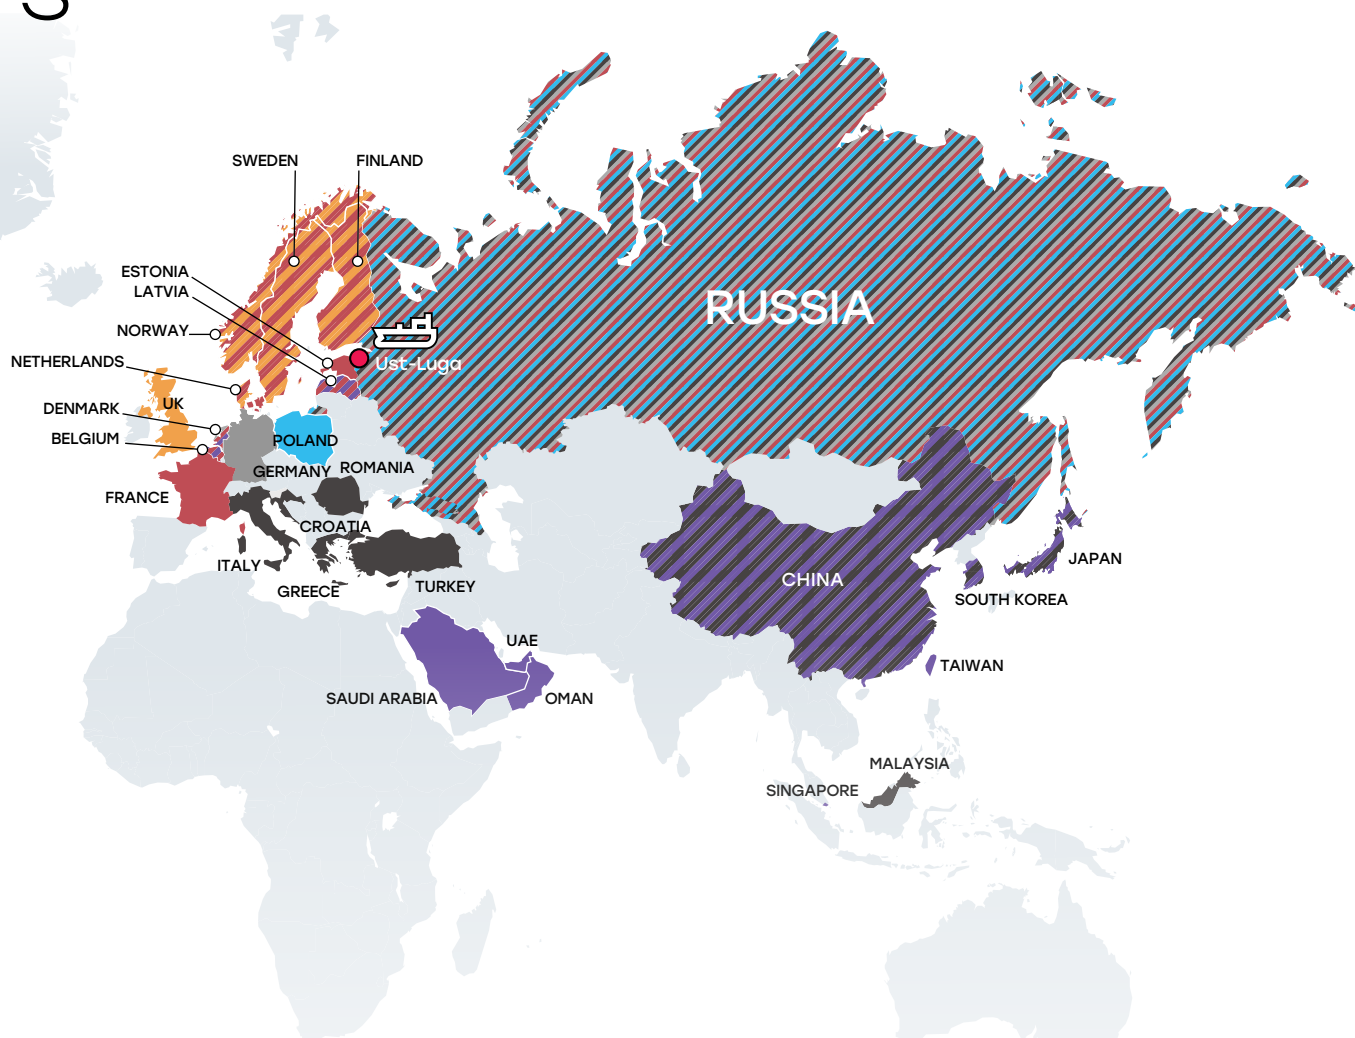 SWEDEN
FINLAND
ESTONIA
LATVIA
NORWAY
NETHERLANDS
DENMARK
BELGIUM
UK
RUSSIA
Ust-Luga
POLAND
GERMANY
ROMANIA
FRANCE
CROATIA
ITALY
GREECE
TURKEY
CHINA
JAPAN
SOUTH KOREA
TAIWAN
UAE
SAUDI ARABIA
OMAN
MALAYSIA
SINGAPORE